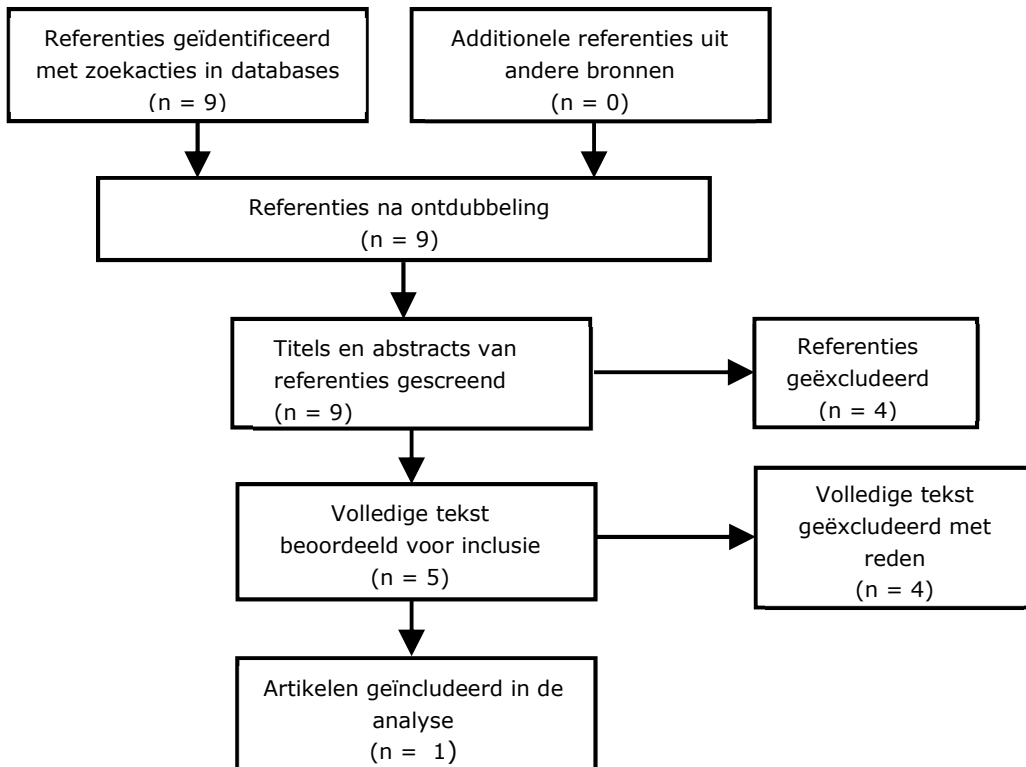 Referenties geïdentificeerd
met zoekacties in databases
(n = 9)
Additionele referenties uit
andere bronnen
(n = 0)
Referenties na ontdubbeling
(n = 9)
Titels en abstracts van
referenties gescreend
(n = 9)
Referenties
geëxcludeerd
(n = 4)
Volledige tekst
beoordeeld voor inclusie
(n = 5)
Volledige tekst
geëxcludeerd met
reden
(n = 4)
Artikelen geïncludeerd in de
analyse
(n =  1)